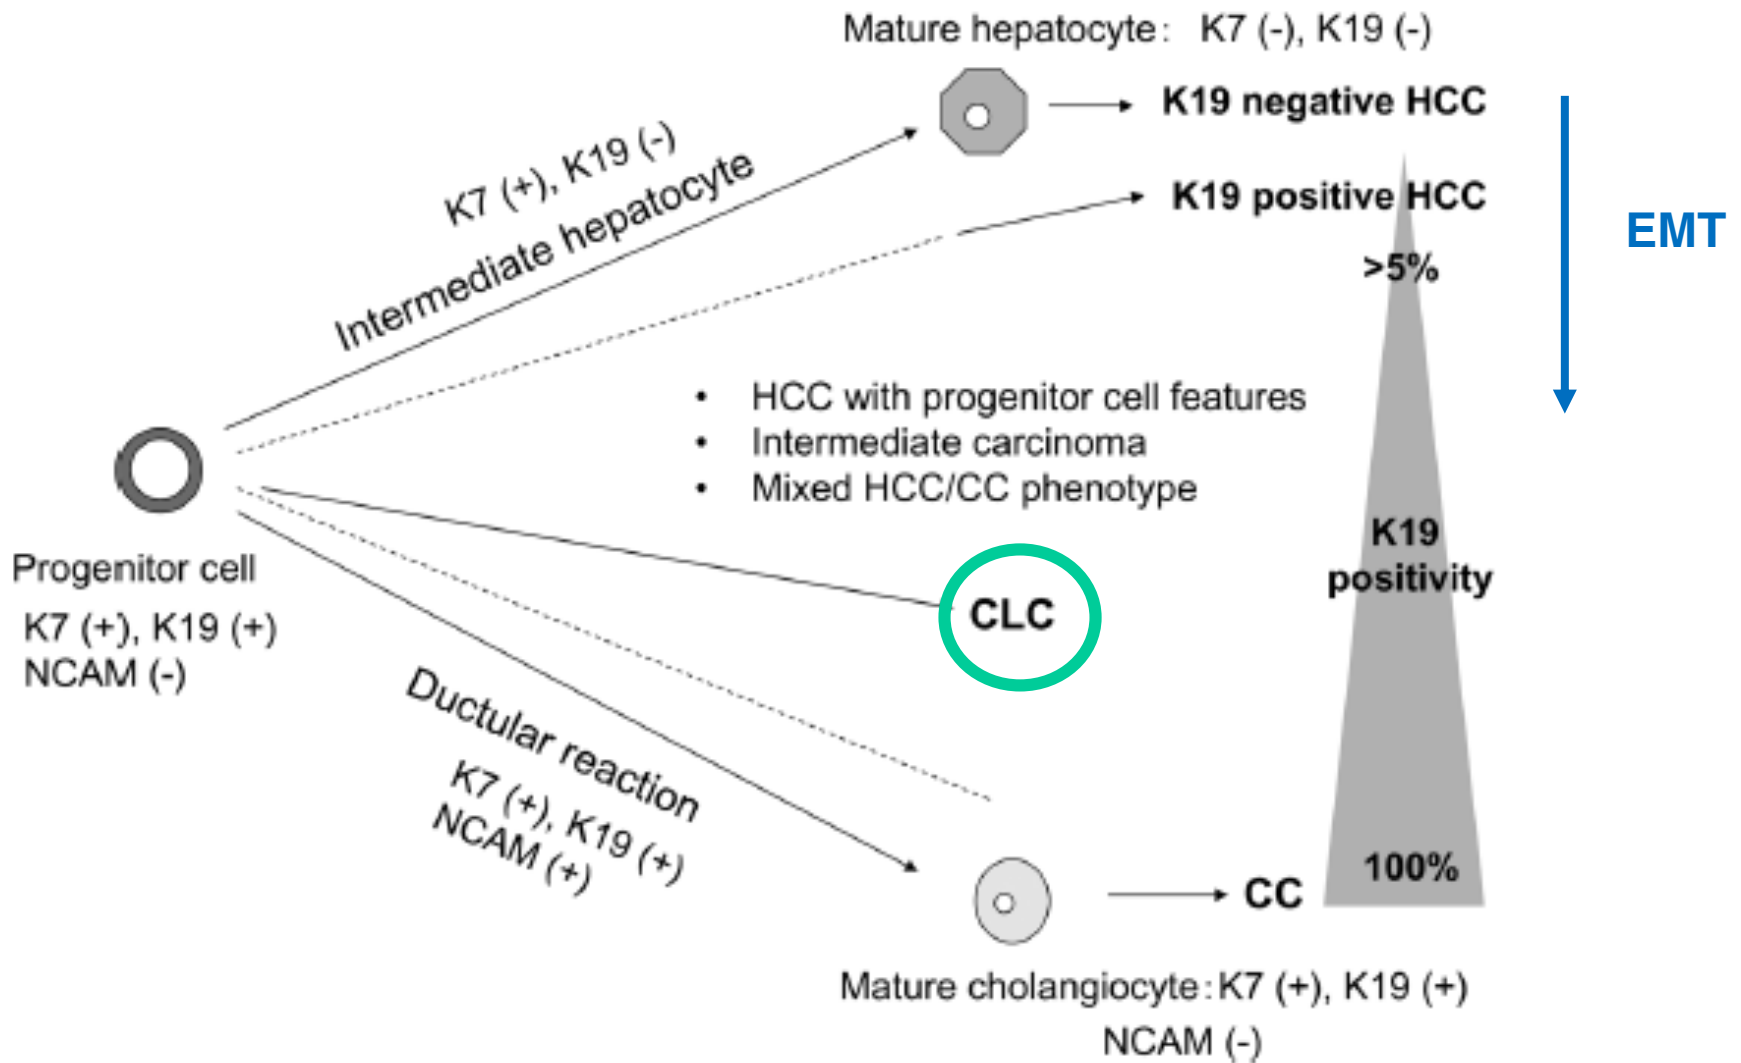 Mature hepatocyte: K7 (-), K19 (-)
K19 negative HCC
K7 (+), K19 (-)
Intermediate hepatocyte
K19 positive HCC
EMT
>5%
• HCC with progenitor cell features
• Intermediate carcinoma
• Mixed HCC/CC phenotype
K19
positivity
Progenitor cell
K7 (+), K19 (+)
NCAM (-)
CLC
Ductular reaction
K7 (+), K19 (+)
NCAM (+)
100%
CC
Mature cholangiocyte: K7 (+), K19 (+)
NCAM (-)